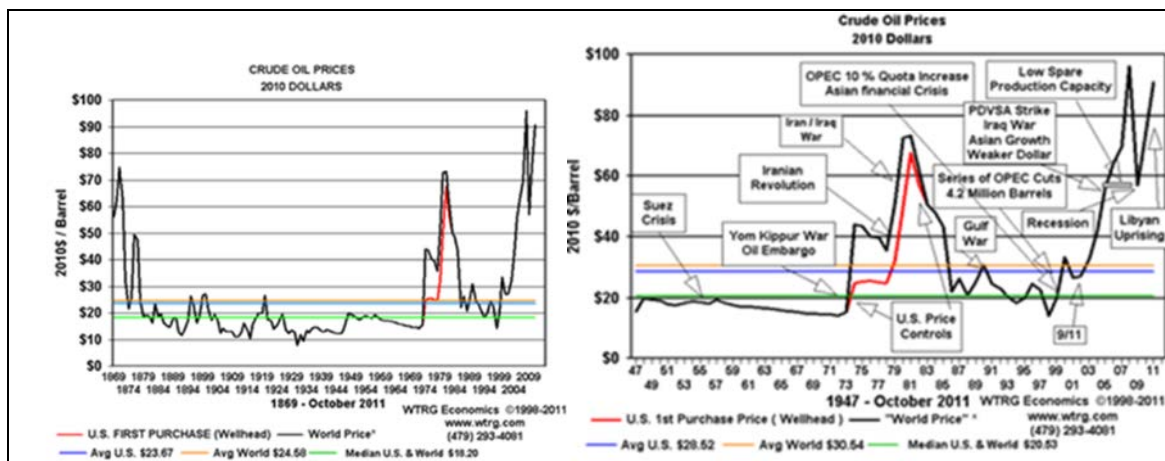 CRUDE OIL PRICES
2010 DOLLARS
2010$ / Barrel
$100
$90
$80
$70
$60
$50
$40
$30
$20
$10
$0
1869 1879 1889 1899 1909 1919 1929 1939 1949 1959 1969 1979 1989 1999 2009
1874 1884 1894 1904 1914 1924 1934 1944 1954 1964 1974 1984 1994 2004
1869 - October 2011
WTRG Economics ©1998-2011
www.wtrg.com
(479) 293-4081
U.S. FIRST PURCHASE (Wellhead) World Price*
Avg U.S. $23.67 Avg World $24.58 Median U.S. & World $18.20
Crude Oil Prices
2010 Dollars
2010 $/Barrel
$100
$80
$60
$40
$20
$0
OPEC 10 % Quota Increase
Asian financial Crisis
Low Spare
Production Capacity
PDVSA Strike
Iraq War
Asian Growth
Weaker Dollar
Iran / Iraq
War
Iranian
Revolution
Series of OPEC Cuts
4.2 Million Barrels
Suez
Crisis
Gulf
War
Recession
Libyan
Uprising
Yom Kippur War
Oil Embargo
U.S. Price
Controls
9/11
47 51 55 59 63 67 71 75 79 83 87 91 95 99 03 07 11
49 53 57 61 65 69 73 77 81 85 89 93 97 01 05 09
1947 - October 2011
WTRG Economics ©1998-2011
www.wtrg.com
(479) 293-4081
U.S. 1st Purchase Price ( Wellhead) "World Price" *
Avg U.S. $28.52 Avg World $30.54 Median U.S. & World $20.53